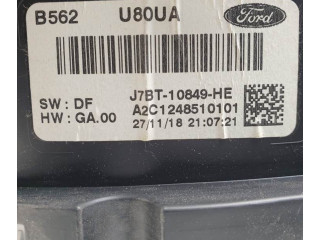 B562 U80UA Ford
J7BT-10849-HE
SW : DF A2C1248510101
HW : GA.00 27/11/18 21:07:21